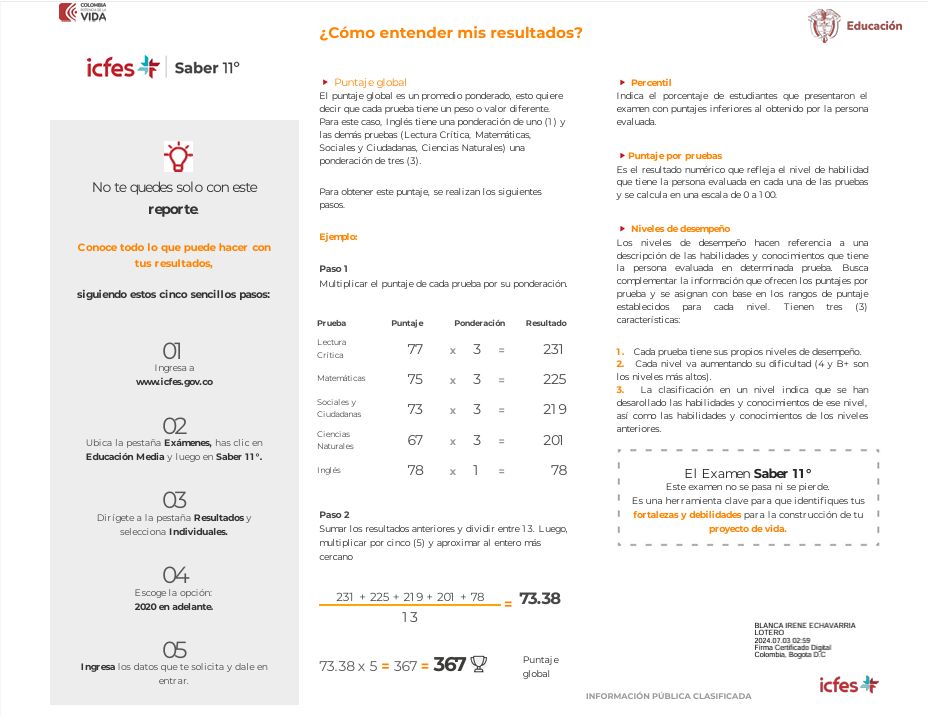 COLOMBIA
POTENCIA DE LA
VIDA
icfes
Saber 11°
No te quedes solo con este
reporte.
Conoce todo lo que puede hacer con
tus resultados,
siguiendo estos cinco sencillos pasos:
01
Ingresa a
www.icfes.gov.co
02
Ubica la pestaña Exámenes, has clic en
Educación Media y luego en Saber 11°.
03
Dirígete a la pestaña Resultados y
selecciona Individuales.
04
Escoge la opción:
2020 en adelante.
05
Ingresa los datos que te solicita y dale en
entrar.
¿Cómo entender mis resultados?
Puntaje global
El puntaje global es un promedio ponderado, esto quiere
decir que cada prueba tiene un peso o valor diferente.
Para este caso, Inglés tiene una ponderación de uno (1) y
las demás pruebas (Lectura Crítica, Matemáticas,
Sociales y Ciudadanas, Ciencias Naturales) una
ponderación de tres (3).
Para obtener este puntaje, se realizan los siguientes
pasos.
Ejemplo:
Paso 1
Multiplicar el puntaje de cada prueba por su ponderación.
Prueba Puntaje Ponderación Resultado
Lectura
Crítica 77 x 3 = 231
Matemáticas 75 x 3 = 225
Sociales y
Ciudadanas 73 x 3 = 219
Ciencias
Naturales 67 x 3 = 201
Inglés 78 x 1 = 78
Paso 2
Sumar los resultados anteriores y dividir entre 13. Luego,
multiplicar por cinco (5) y aproximar al entero más
cercano
231 + 225 + 219 + 201 + 78
13
= 73.38
73.38 x 5 = 367 = 367
Puntaje
global
Educación
Percentil
Indica el porcentaje de estudiantes que presentaron el
examen con puntajes inferiores al obtenido por la persona
evaluada.
Puntaje por pruebas
Es el resultado numérico que refleja el nivel de habilidad
que tiene la persona evaluada en cada una de las pruebas
y se calcula en una escala de 0 a 100.
Niveles de desempeño
Los niveles de desempeño hacen referencia a una
descripción de las habilidades y conocimientos que tiene
la persona evaluada en determinada prueba. Busca
complementar la información que ofrecen los puntajes por
prueba y se asignan con base en los rangos de puntaje
establecidos para cada nivel. Tienen tres (3)
características:
1. Cada prueba tiene sus propios niveles de desempeño.
2. Cada nivel va aumentando su dificultad (4 y B+ son
los niveles más altos).
3. La clasificación en un nivel indica que se han
desarollado las habilidades y conocimientos de ese nivel,
así como las habilidades y conocimientos de los niveles
anteriores.
El Examen Saber 11°
Este examen no se pasa ni se pierde.
Es una herramienta clave para que identifiques tus
fortalezas y debilidades para la construcción de tu
proyecto de vida.
BLANCA IRENE ECHAVARRIA
LOTERO
2024.07.03 02:59
Firma Certificado Digital
Colombia, Bogota D.C
icfes
INFORMACIÓN PÚBLICA CLASIFICADA